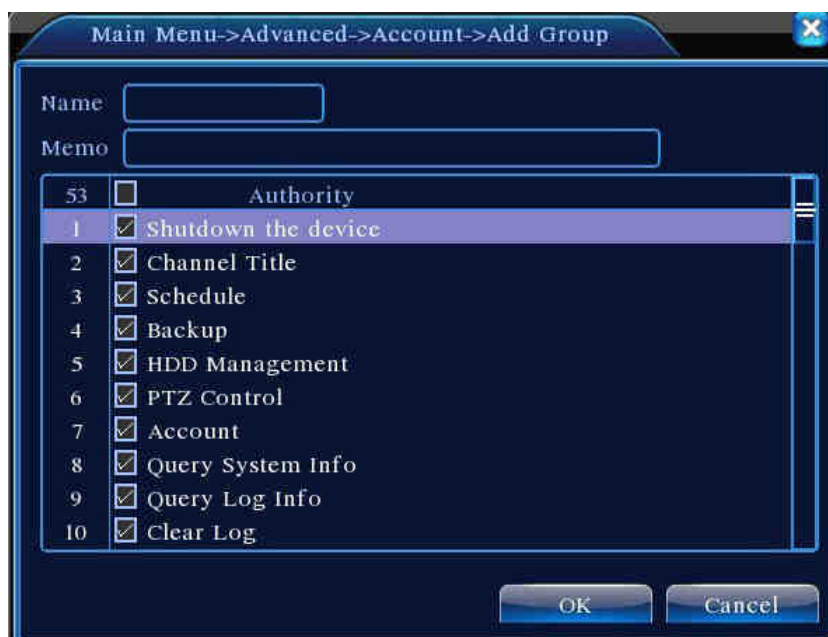 Main Menu->Advanced->Account->Add Group
Name
Memo
53 Authority
1 Shutdown the device
2 Channel Title
3 Schedule
4 Backup
5 HDD Management
6 PTZ Control
7 Account
8 Query System Info
9 Query Log Info
10 Clear Log
OK Cancel